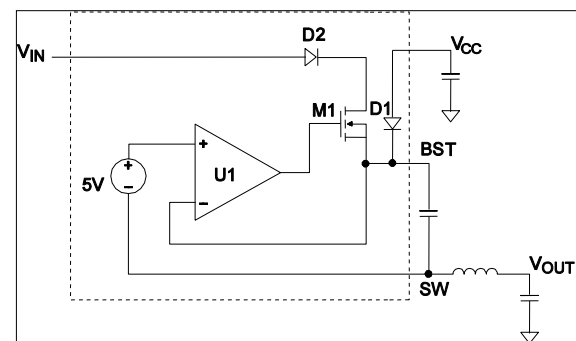 D2
VIN
VCC
M1
D1
BST
+
U1
+
5V
−
−
VOUT
SW